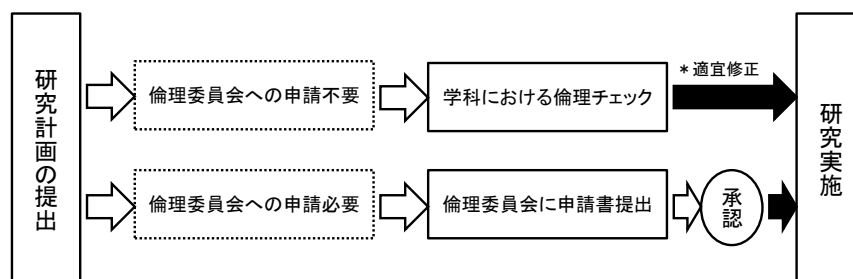 研究計画の提出
倫理委員会への申請不要
学科における倫理チェック
＊適宜修正
倫理委員会への申請必要
倫理委員会に申請書提出
承認
研究実施